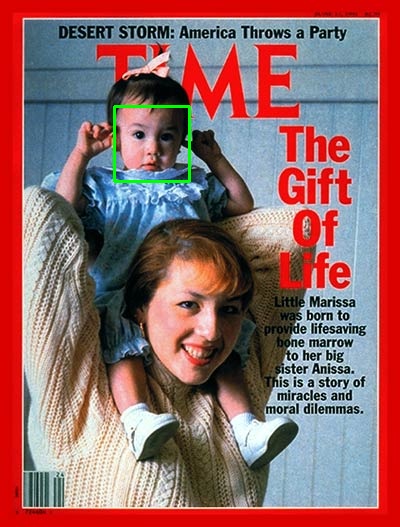 DESERT STORM: America Throws a Party
TIME
The
Gift
Of
Life
Little Marissa
was born to
provide lifesaving
bone marrow
to her big
sister Anissa.
This is a story of
miracles and
moral dilemmas.
24